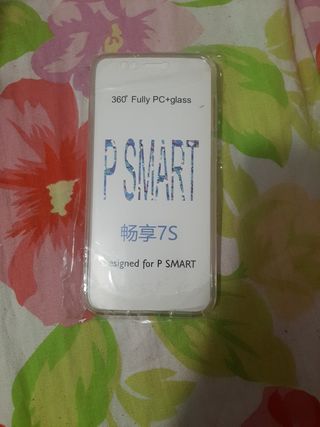 360° Fully PC+glass
P SMART
畅享7S
esigned for P SMART